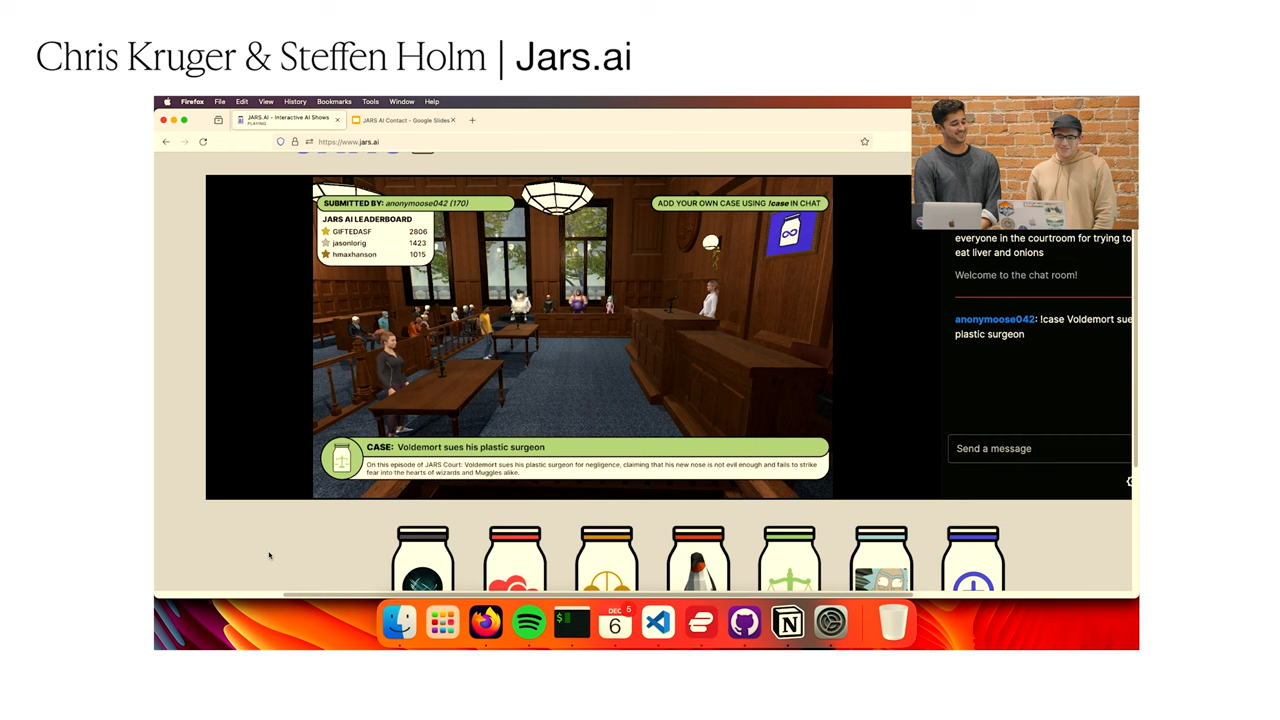 Chris Kruger & Steffen Holm | Jars.ai
Firefox File Edit View History Bookmarks Tools Window Help
JARS.AI - Interactive AI Shows
PLAYING
JARS AI Contact - Google Slides
https://www.jars.ai
SUBMITTED BY: anonymoose042 (170)
ADD YOUR OWN CASE USING !case IN CHAT
JARS AI LEADERBOARD
GIFTEDASF 2806
jasonlorig 1423
hmaxhanson 1015
everyone in the courtroom for trying to
eat liver and onions
Welcome to the chat room!
anonymoose042: !case Voldemort sue
plastic surgeon
Send a message
CASE: Voldemort sues his plastic surgeon
On this episode of JARS Court: Voldemort sues his plastic surgeon for negligence, claiming that his new nose is not evil enough and fails to strike
fear into the hearts of wizards and Muggles alike.
DEC
5
6